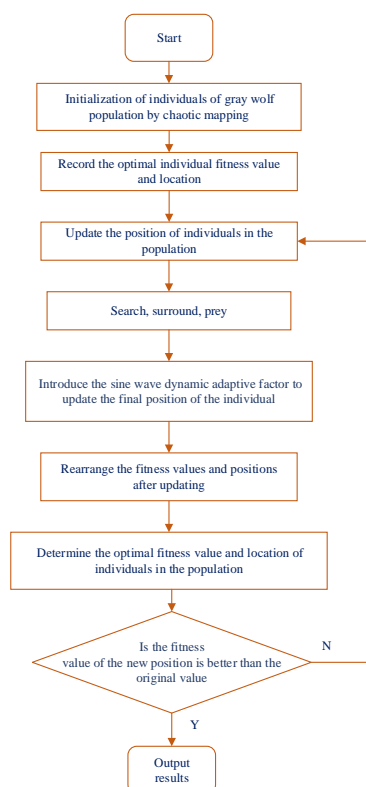 Start
Initialization of individuals of gray wolf
population by chaotic mapping
Record the optimal individual fitness value
and location
Update the position of individuals in the
population
Search, surround, prey
Introduce the sine wave dynamic adaptive factor to
update the final position of the individual
Rearrange the fitness values and positions
after updating
Determine the optimal fitness value and location of
individuals in the population
Is the fitness
value of the new position is better than the
original value
N
Y
Output
results